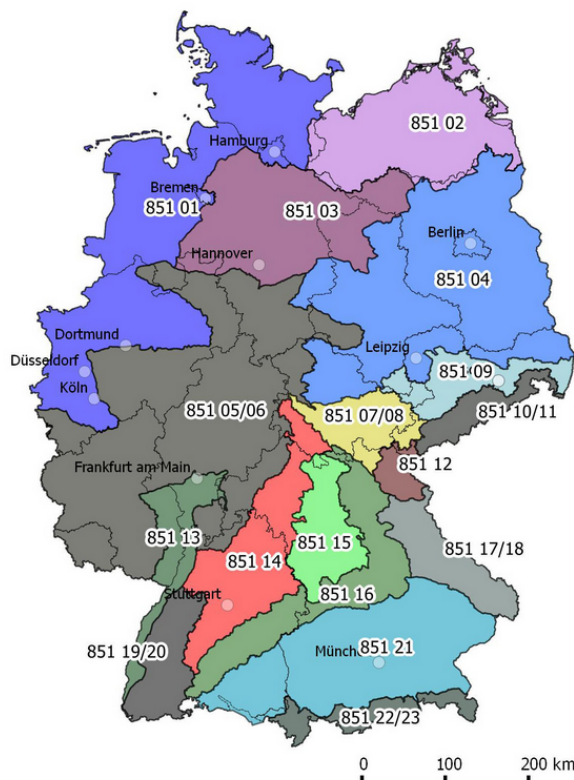 851 02
Hamburg
Bremen
851 01
851 03
Berlin
Hannover
851 04
Dortmund
Leipzig
Düsseldorf
851 09
Köln
851 05/06
851 07/08
851 10/11
Frankfurt am Main
851 12
851 13
851 15
851 17/18
851 14
Stuttgart
851 16
851 19/20
Münch
851 21
851 22/23
0 100 200 km